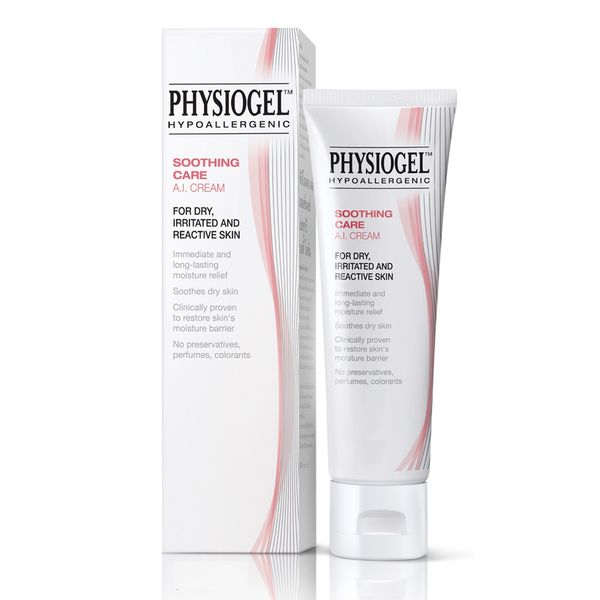 PHYSIOGEL™
HYPOALLERGENIC
SOOTHING
CARE
A.I. CREAM
FOR DRY,
IRRITATED AND
REACTIVE SKIN
Immediate and
long-lasting
moisture relief
Soothes dry skin
Clinically proven
to restore skin's
moisture barrier
No preservatives,
perfumes, colorants
PHYSIOGEL™
HYPOALLERGENIC
SOOTHING
CARE
A.I. CREAM
FOR DRY,
IRRITATED AND
REACTIVE SKIN
Immediate and
long-lasting
moisture relief
Soothes dry skin
Clinically proven
to restore skin's
moisture barrier
No preservatives,
perfumes, colorants